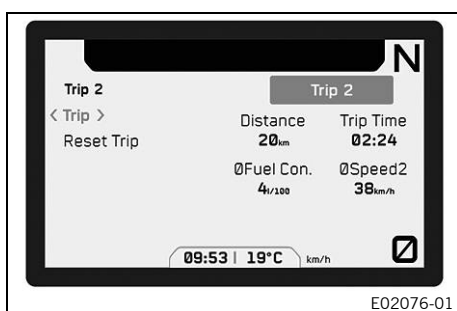 N
Trip 2
Trip 2
< Trip >
Distance Trip Time
Reset Trip
20km 02:24
ØFuel Con. ØSpeed2
4l/100 38km/h
0
09:53 | 19°C km/h
E02076-01